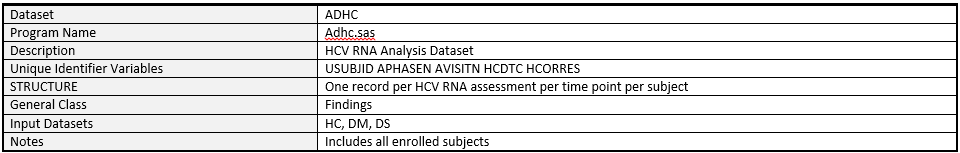 Dataset ADHC
Program Name Adhc.sas
Description HCV RNA Analysis Dataset
Unique Identifier Variables USUBJID APHASEN AVISITN HCDTC HCORRES
STRUCTURE One record per HCV RNA assessment per time point per subject
General Class Findings
Input Datasets HC, DM, DS
Notes Includes all enrolled subjects